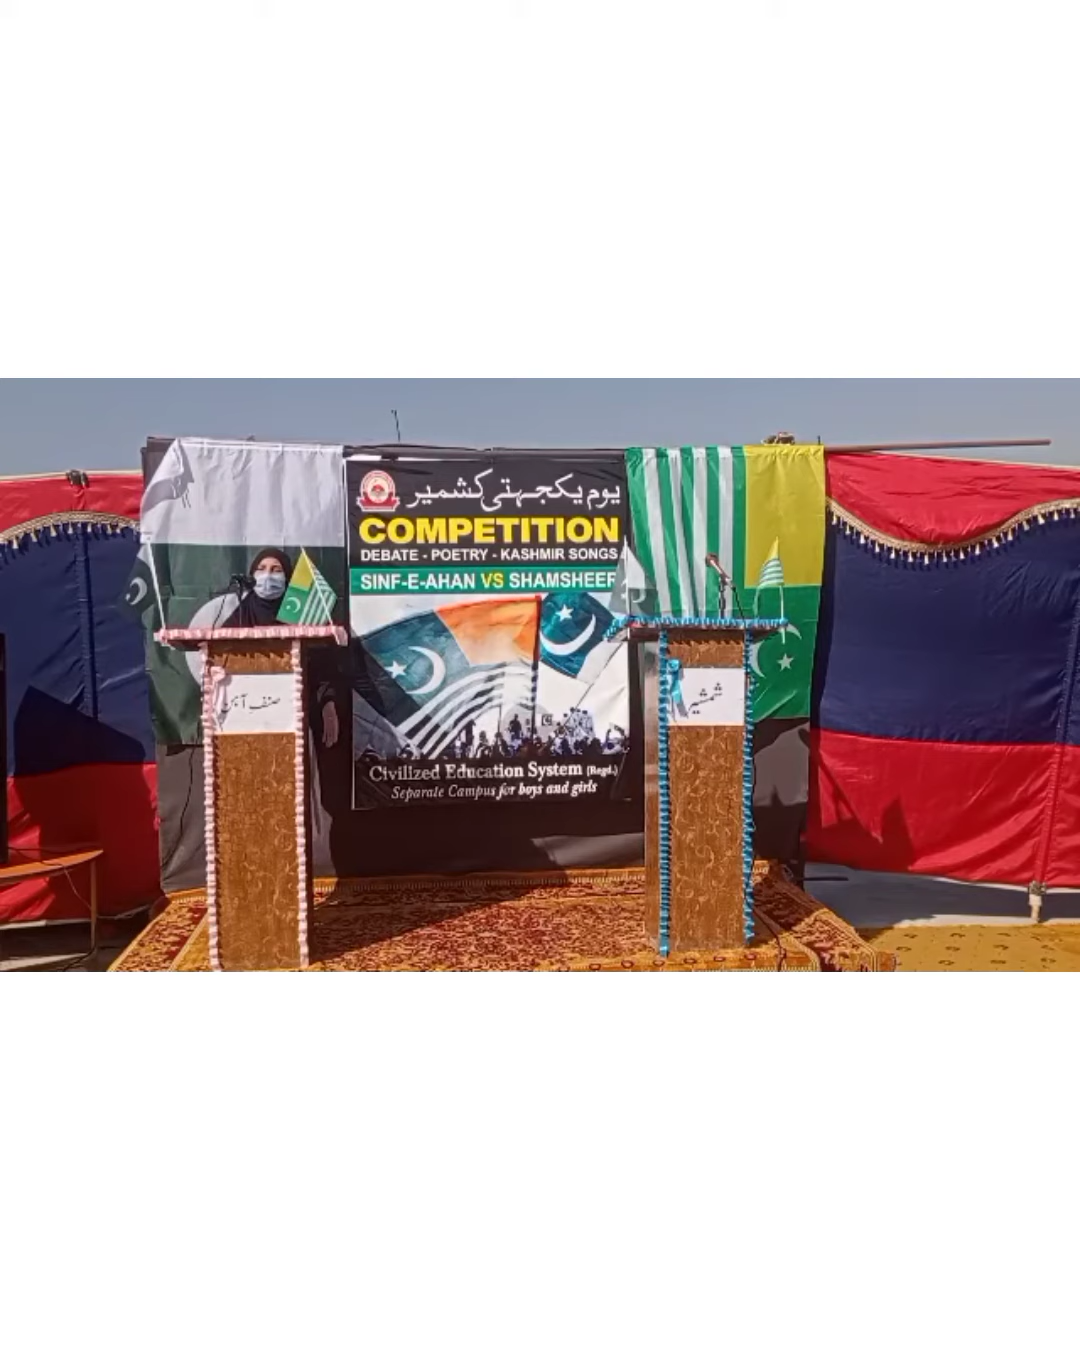 یوم یکجہتی کشمیر
COMPETITION
DEBATE - POETRY - KASHMIR SONGS
SINF-E-AHAN VS SHAMSHEER
Civilized Education System (Regd.)
Separate Campus for boys and girls
صنفِ آہن
شمشیر